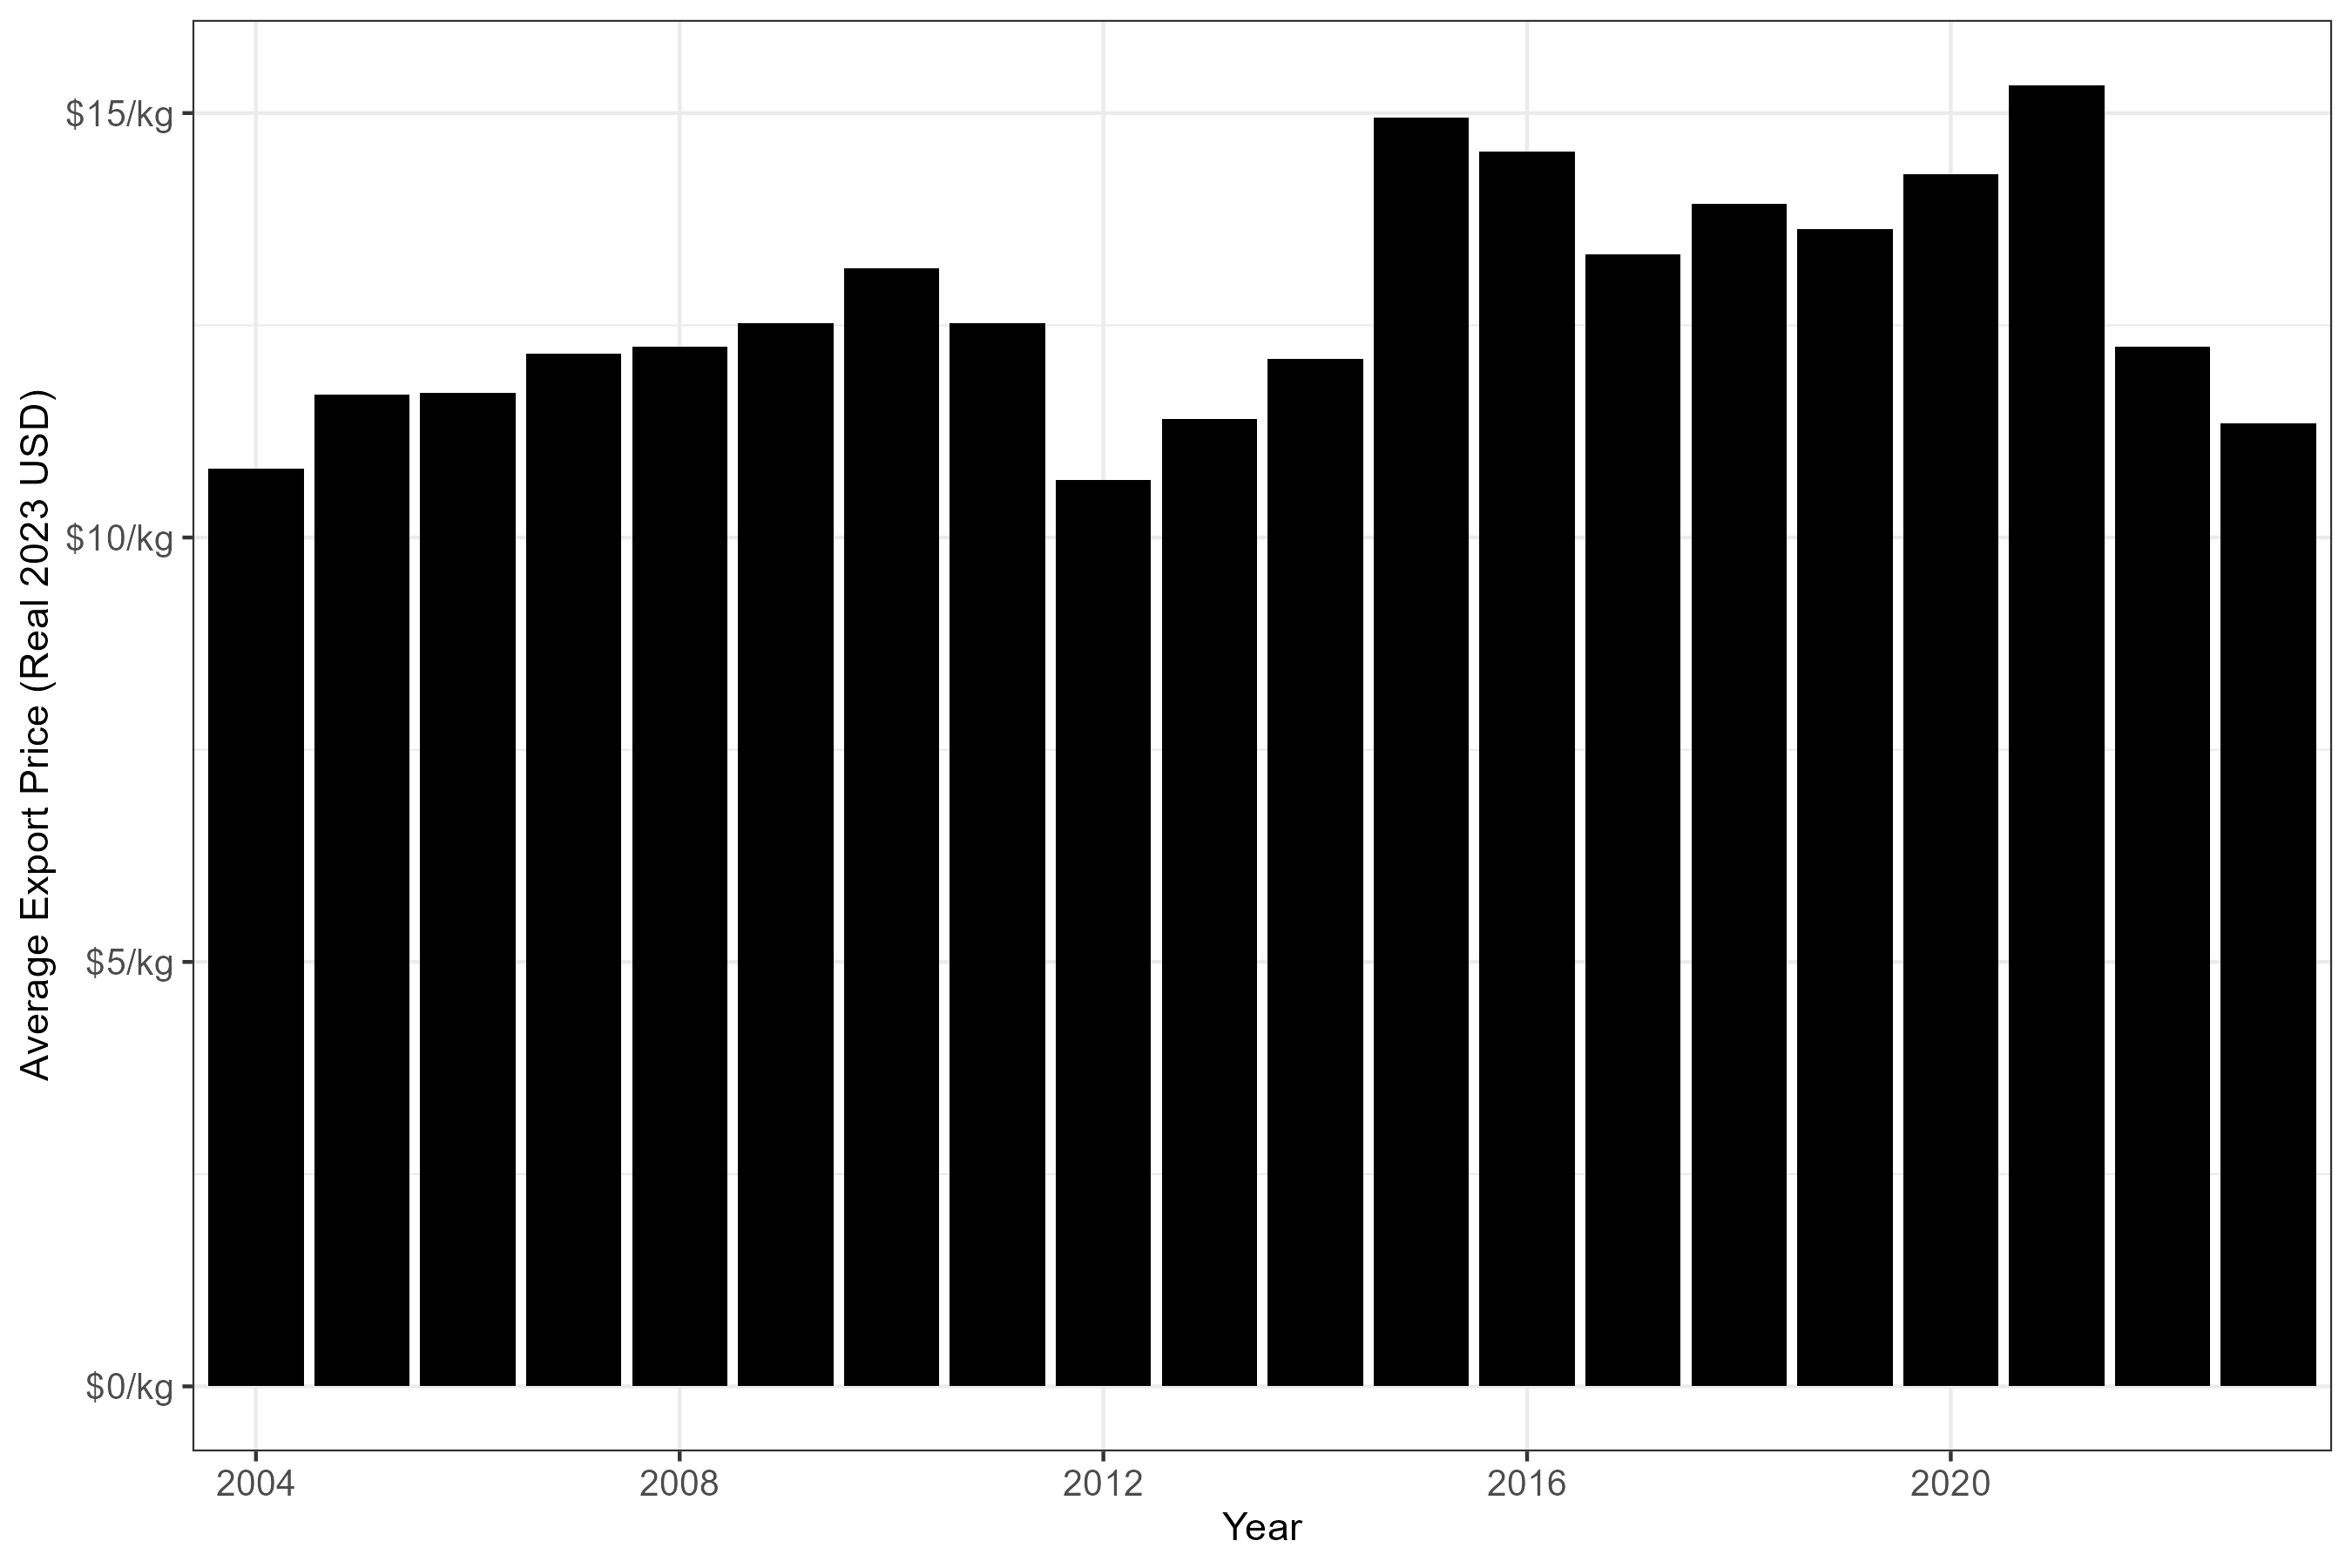 Average Export Price (Real 2023 USD)
$15/kg
$10/kg
$5/kg
$0/kg
2004 2008 2012 2016 2020
Year